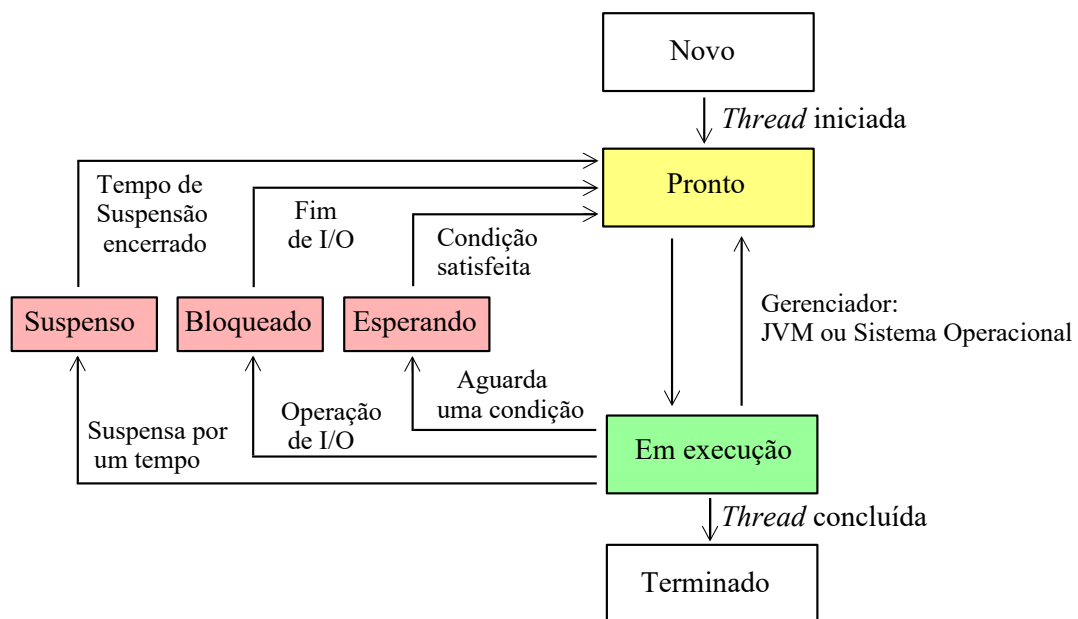 Novo
Thread iniciada
Pronto
Tempo de
Suspensão
encerrado
Fim
de I/O
Condição
satisfeita
Gerenciador:
JVM ou Sistema Operacional
Suspenso
Bloqueado
Esperando
Aguarda
uma condição
Operação
de I/O
Suspensa por
um tempo
Em execução
Thread concluída
Terminado